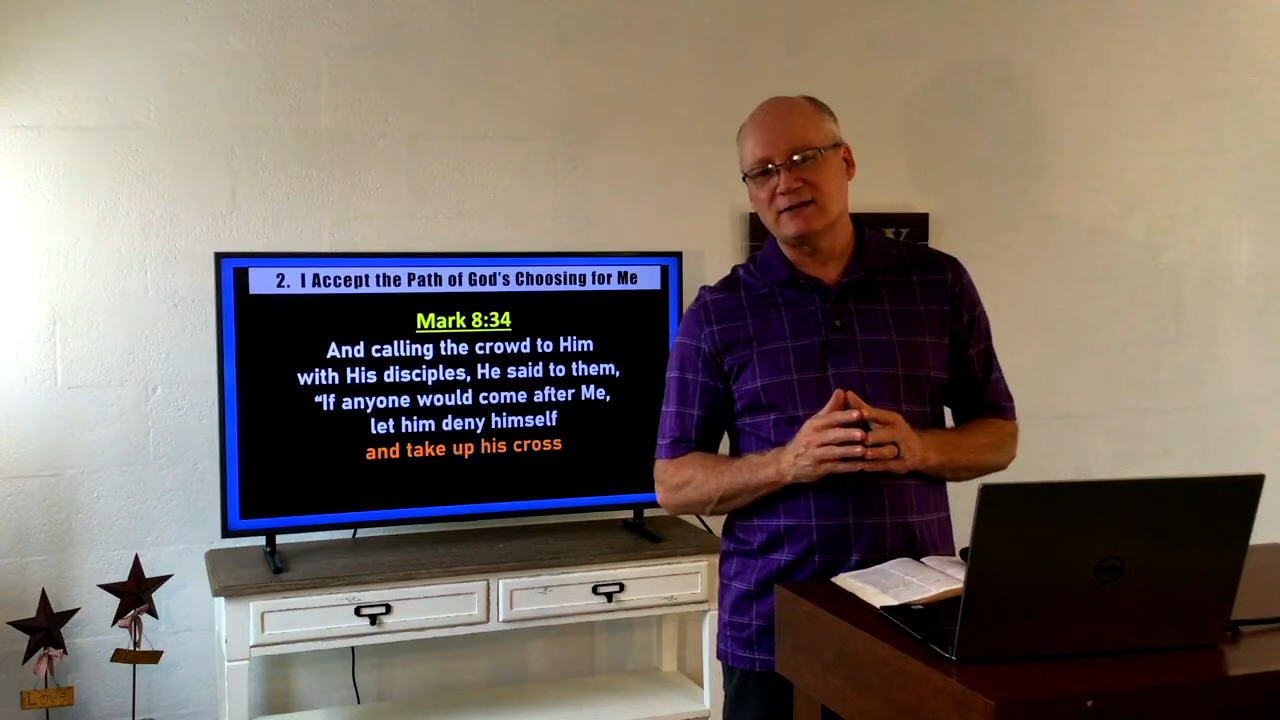 2. I Accept the Path of God's Choosing for Me
Mark 8:34
And calling the crowd to Him
with His disciples, He said to them,
“If anyone would come after Me,
let him deny himself
and take up his cross
Love
DELL